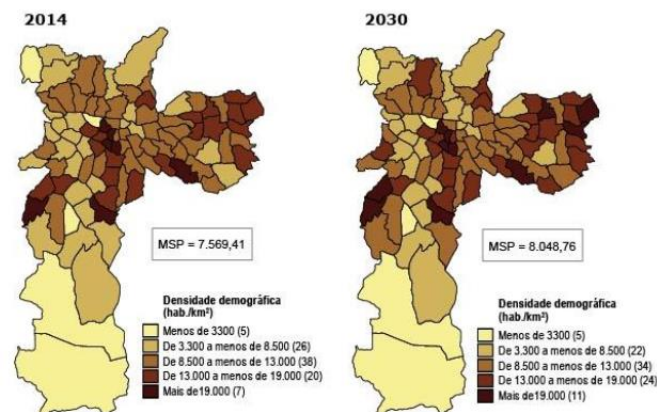 2014
2030
MSP = 7.569,41
MSP = 8.048,76
Densidade demográfica
(hab./km²)
Menos de 3300 (5)
De 3.300 a menos de 8.500 (26)
De 8.500 a menos de 13.000 (38)
De 13.000 a menos de 19.000 (20)
Mais de19.000 (7)
Densidade demográfica
(hab./km²)
Menos de 3300 (5)
De 3.300 a menos de 8.500 (22)
De 8.500 a menos de 13.000 (34)
De 13.000 a menos de 19.000 (24)
Mais de19.000 (11)